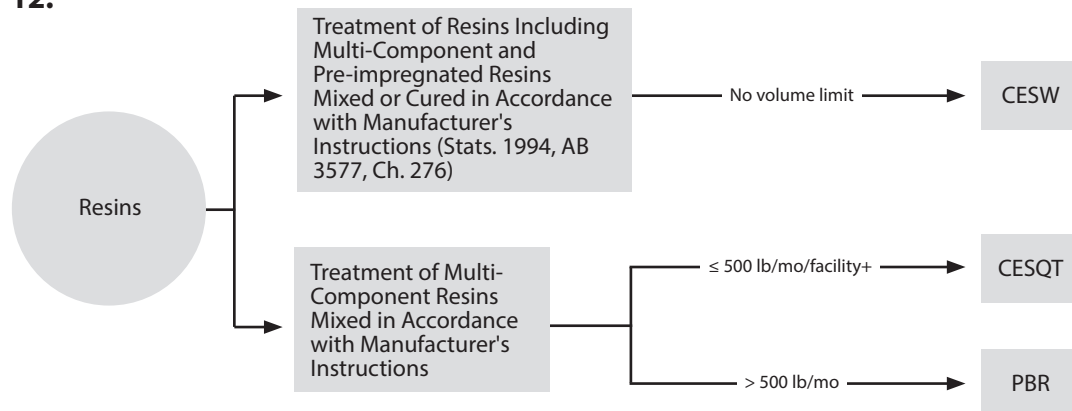 12.
Resins
Treatment of Resins Including
Multi-Component and
Pre-impregnated Resins
Mixed or Cured in Accordance
with Manufacturer's
Instructions (Stats. 1994, AB
3577, Ch. 276)
No volume limit
CESW
Treatment of Multi-
Component Resins
Mixed in Accordance
with Manufacturer's
Instructions
≤ 500 lb/mo/facility+
CESQT
> 500 lb/mo
PBR